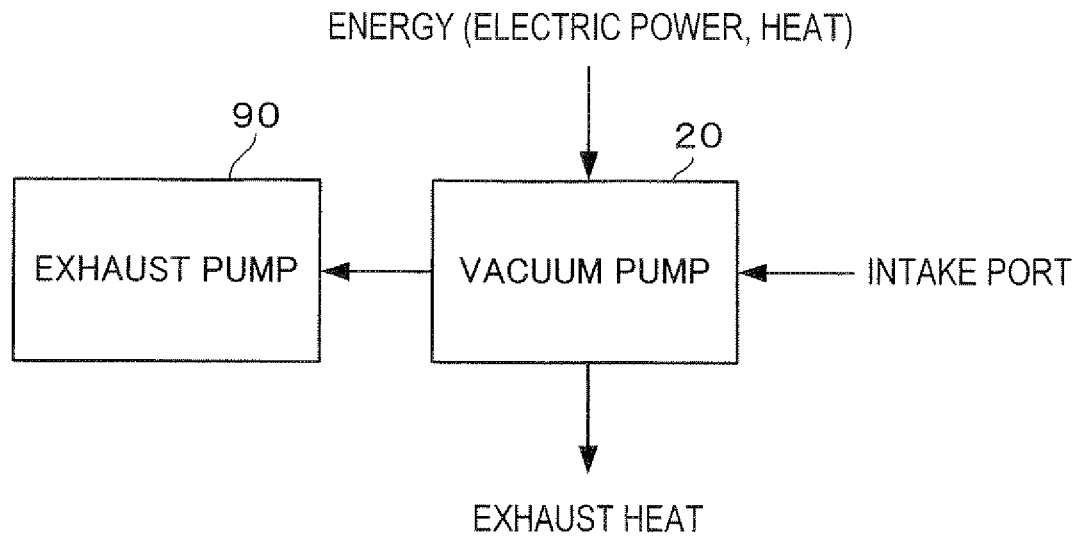 ENERGY (ELECTRIC POWER, HEAT)
90
20
EXHAUST PUMP
VACUUM PUMP
INTAKE PORT
EXHAUST HEAT